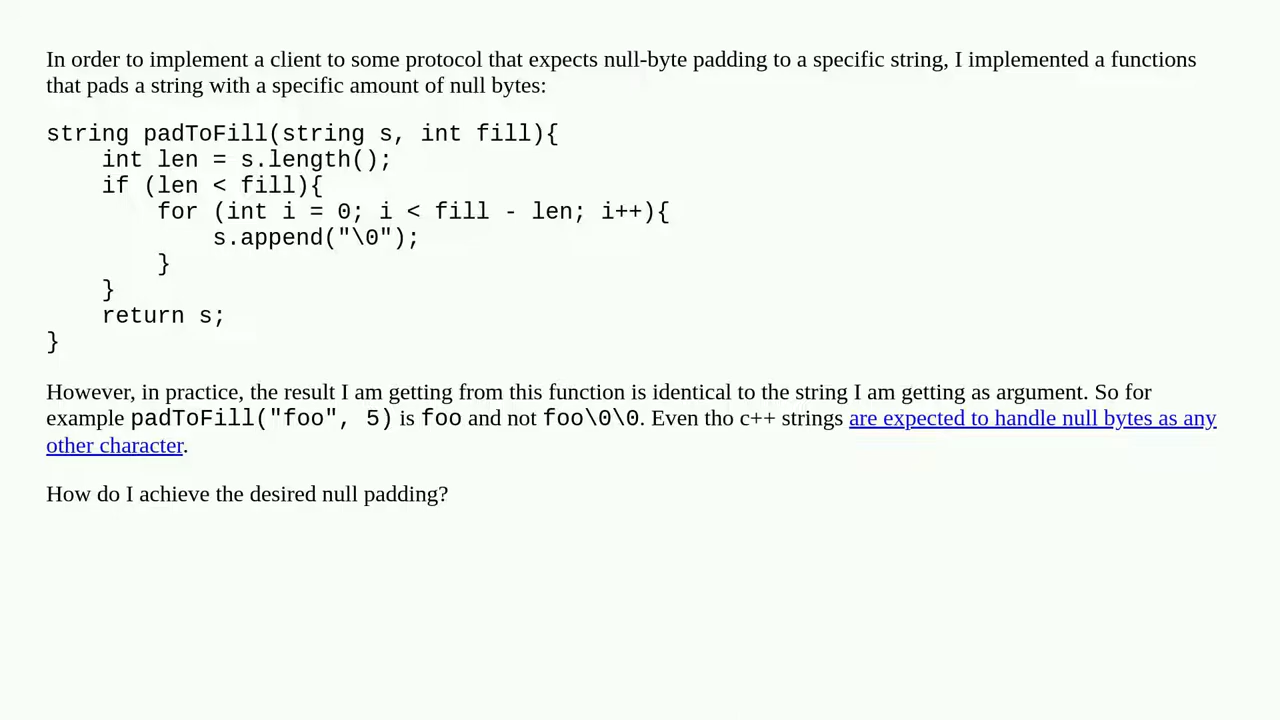 In order to implement a client to some protocol that expects null-byte padding to a specific string, I implemented a functions
that pads a string with a specific amount of null bytes:
string padToFill(string s, int fill){
    int len = s.length();
    if (len < fill){
        for (int i = 0; i < fill - len; i++){
            s.append("\0");
        }
    }
    return s;
}
However, in practice, the result I am getting from this function is identical to the string I am getting as argument. So for
example padToFill("foo", 5) is foo and not foo\0\0. Even tho c++ strings are expected to handle null bytes as any
other character.
How do I achieve the desired null padding?